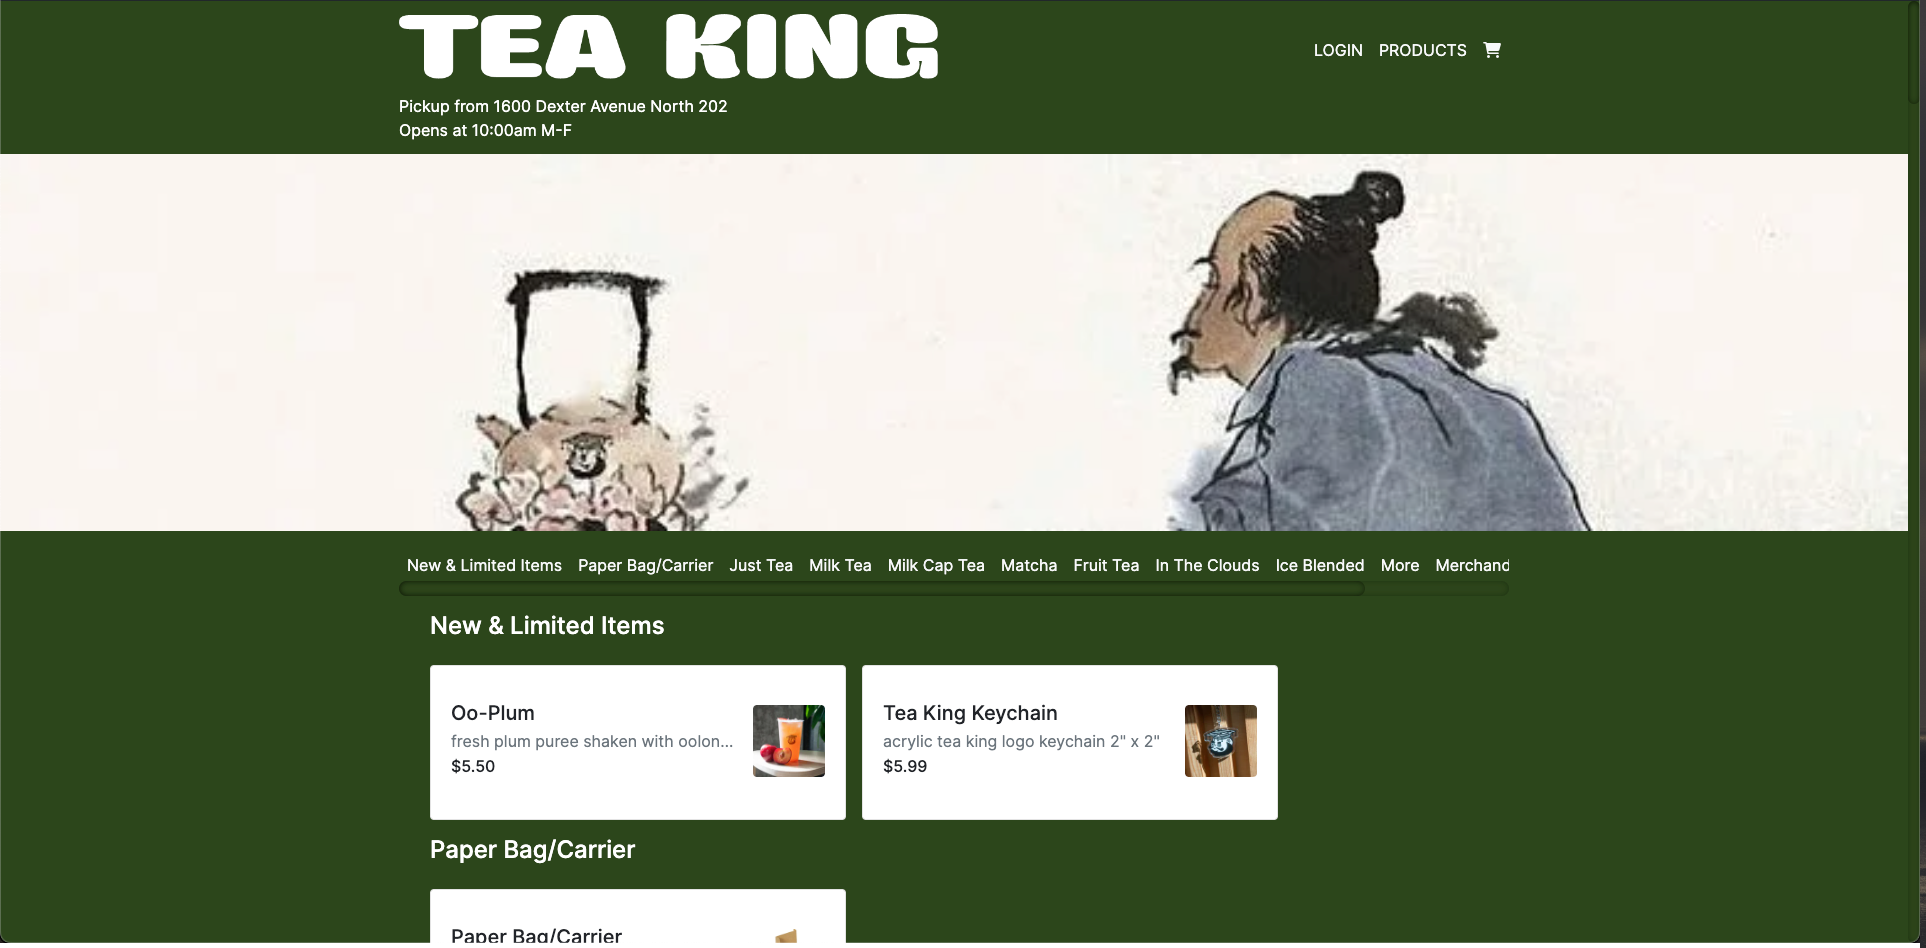 TEA KING
LOGIN PRODUCTS
Pickup from 1600 Dexter Avenue North 202
Opens at 10:00am M-F
New & Limited Items Paper Bag/Carrier Just Tea Milk Tea Milk Cap Tea Matcha Fruit Tea In The Clouds Ice Blended More Merchand
New & Limited Items
Oo-Plum
fresh plum puree shaken with oolon...
$5.50
Tea King Keychain
acrylic tea king logo keychain 2" x 2"
$5.99
Paper Bag/Carrier
Paper Bag/Carrier